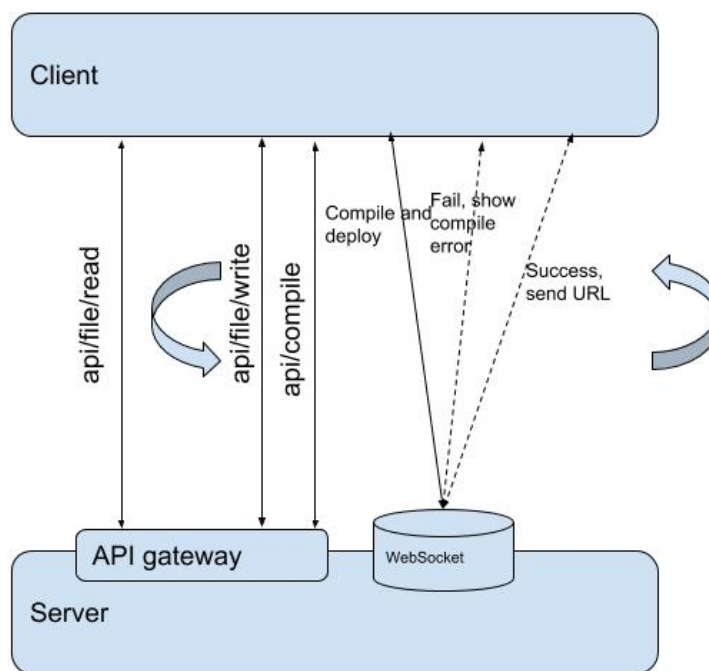 Client
api/file/read
api/file/write
api/compile
Compile and
deploy
Fail, show
compile
error
Success,
send URL
API gateway
WebSocket
Server